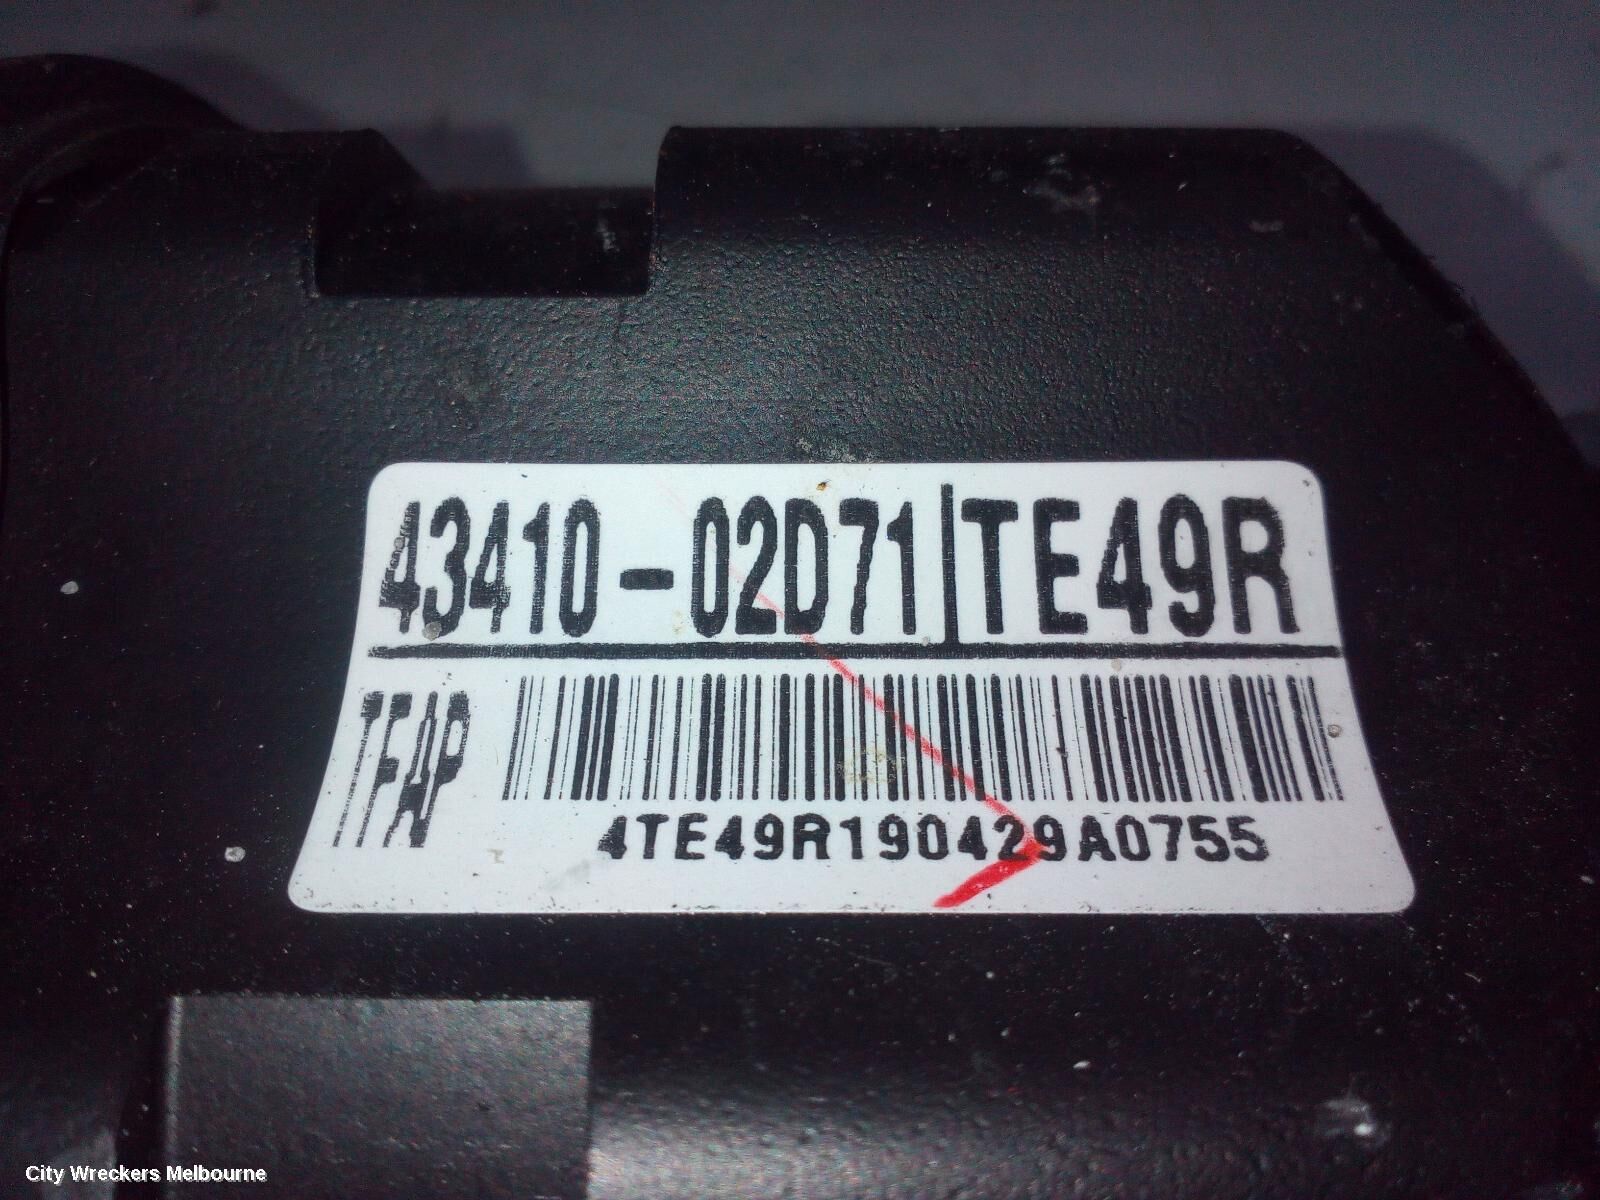 43410-02D71|TE49R
TFAP
4TE49R190429A0755
City Wreckers Melbourne